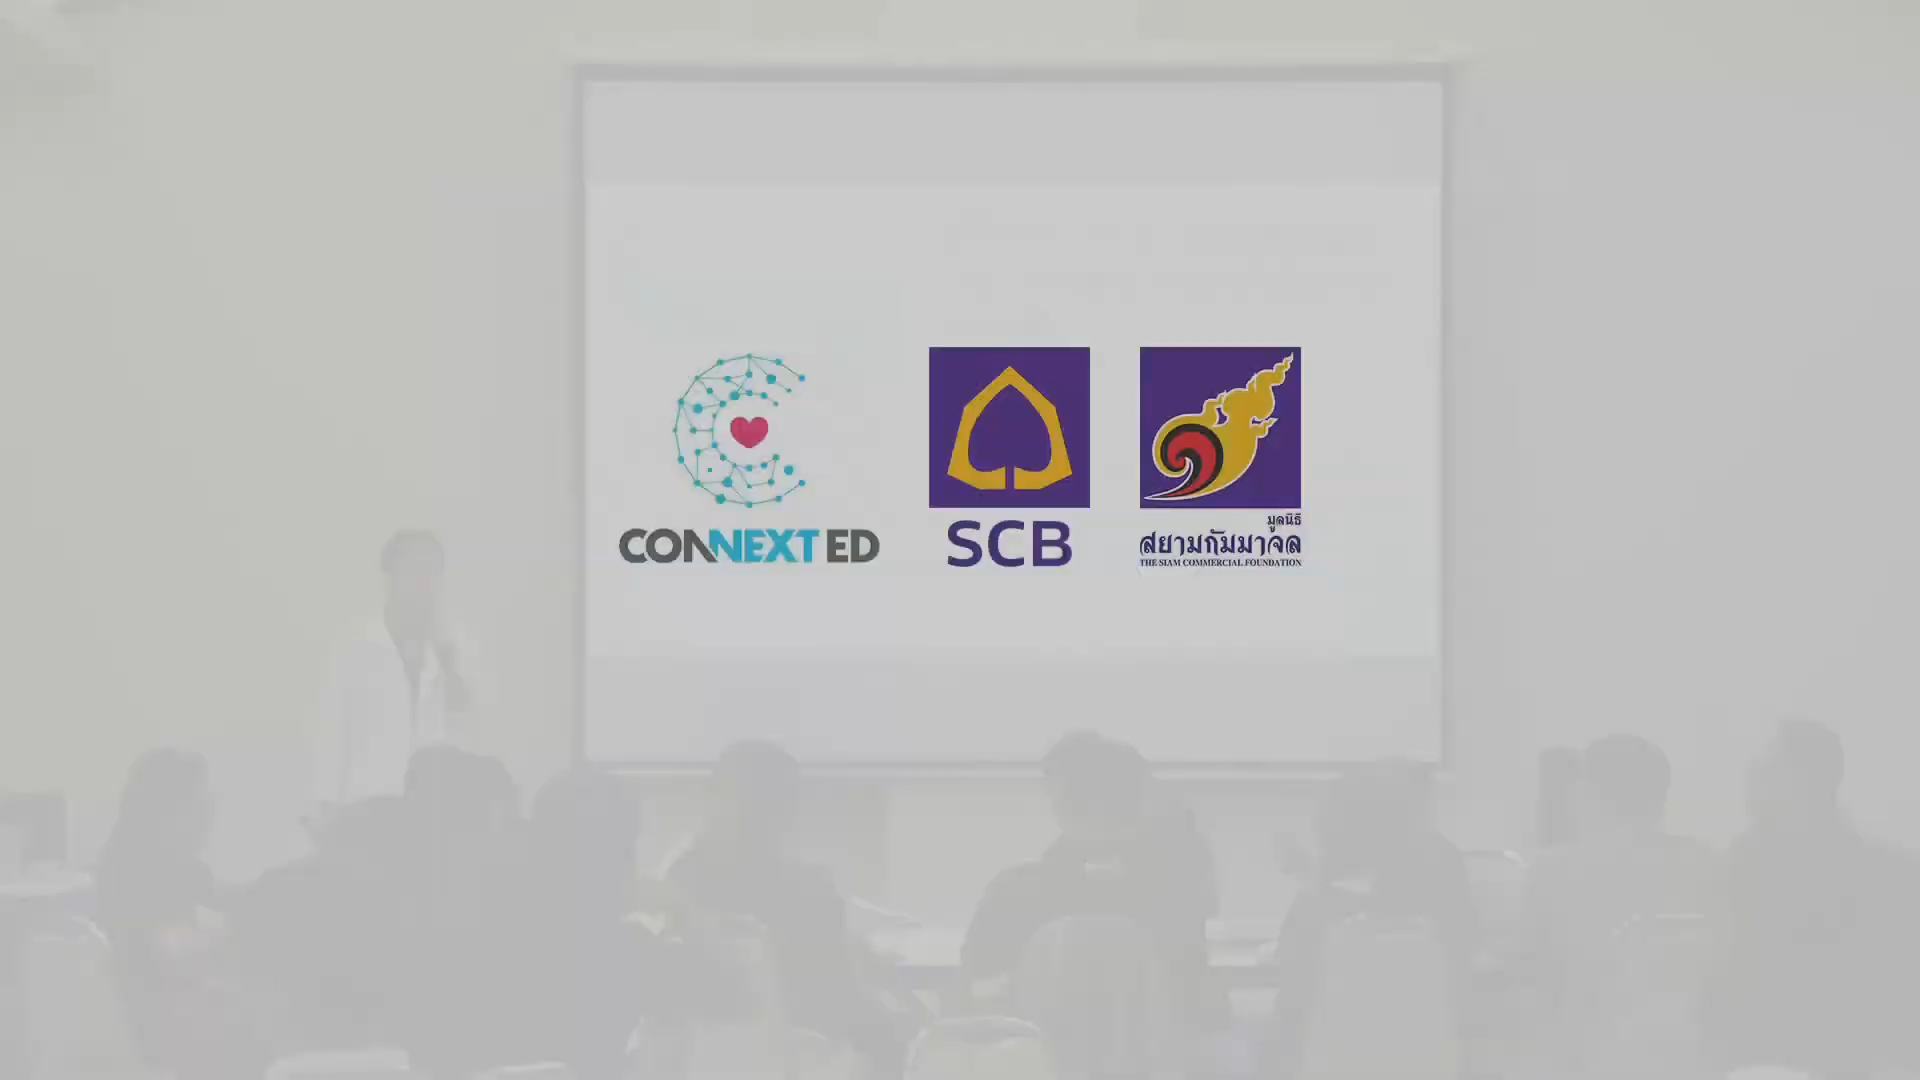 CONNEXT ED
SCB
มูลนิธิ
สยามกัมมาจล
THE SIAM COMMERCIAL FOUNDATION